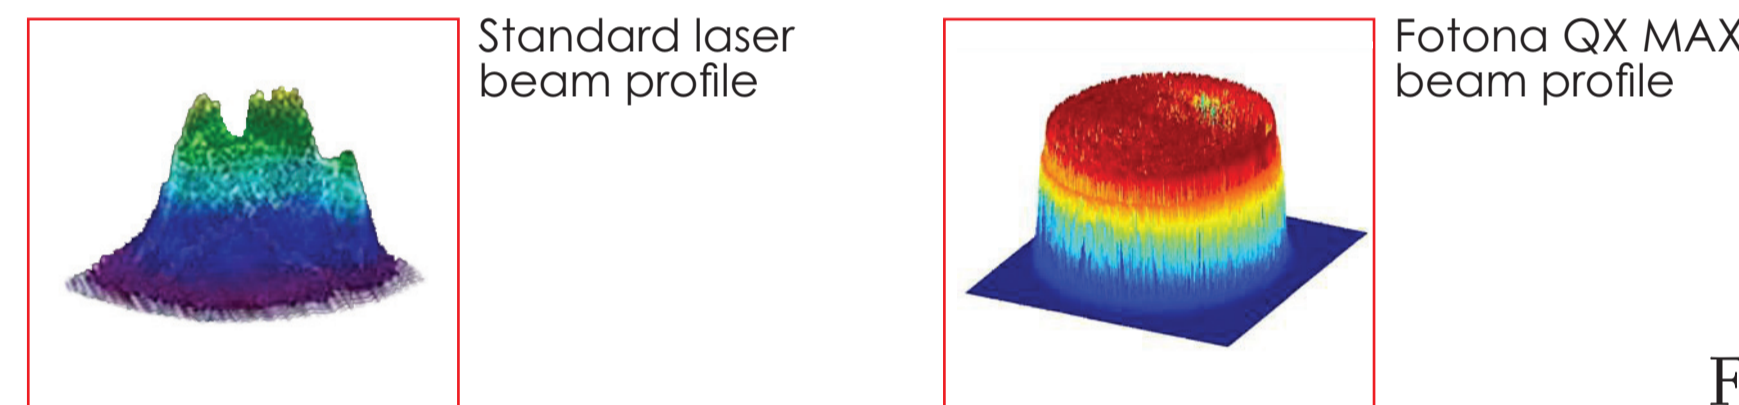 Standard laser
beam profile
Fotona QX MAX
beam profile
F